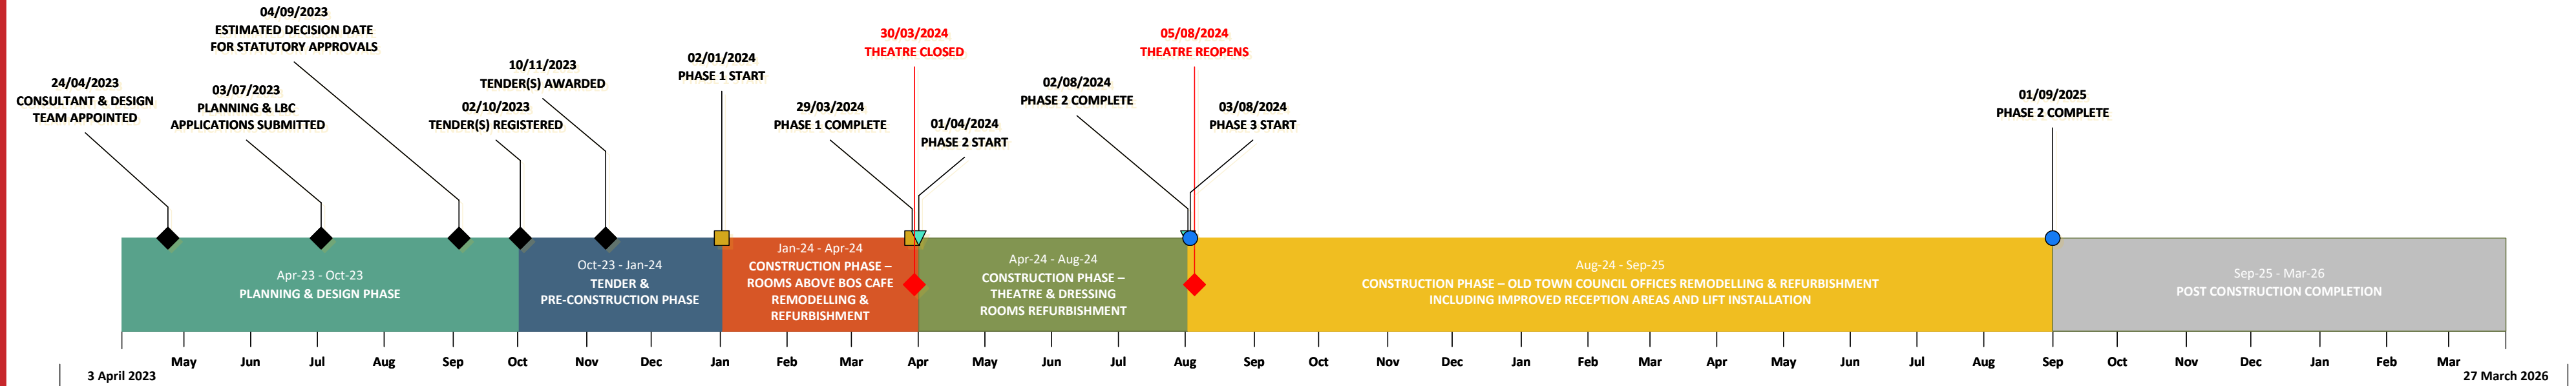 04/09/2023
ESTIMATED DECISION DATE
FOR STATUTORY APPROVALS
24/04/2023
CONSULTANT & DESIGN
TEAM APPOINTED
03/07/2023
PLANNING & LBC
APPLICATIONS SUBMITTED
10/11/2023
TENDER(S) AWARDED
02/10/2023
TENDER(S) REGISTERED
02/01/2024
PHASE 1 START
30/03/2024
THEATRE CLOSED
29/03/2024
PHASE 1 COMPLETE
01/04/2024
PHASE 2 START
05/08/2024
THEATRE REOPENS
02/08/2024
PHASE 2 COMPLETE
03/08/2024
PHASE 3 START
01/09/2025
PHASE 2 COMPLETE
Apr-23 - Oct-23
PLANNING & DESIGN PHASE
Oct-23 - Jan-24
TENDER &
PRE-CONSTRUCTION PHASE
Jan-24 - Apr-24
CONSTRUCTION PHASE –
ROOMS ABOVE BOS CAFE
REMODELLING &
REFURBISHMENT
Apr-24 - Aug-24
CONSTRUCTION PHASE –
THEATRE & DRESSING
ROOMS REFURBISHMENT
Aug-24 - Sep-25
CONSTRUCTION PHASE – OLD TOWN COUNCIL OFFICES REMODELLING & REFURBISHMENT
INCLUDING IMPROVED RECEPTION AREAS AND LIFT INSTALLATION
Sep-25 - Mar-26
POST CONSTRUCTION COMPLETION
May Jun Jul Aug Sep Oct Nov Dec Jan Feb Mar Apr May Jun Jul Aug Sep Oct Nov Dec Jan Feb Mar Apr May Jun Jul Aug Sep Oct Nov Dec Jan Feb Mar
3 April 2023
27 March 2026